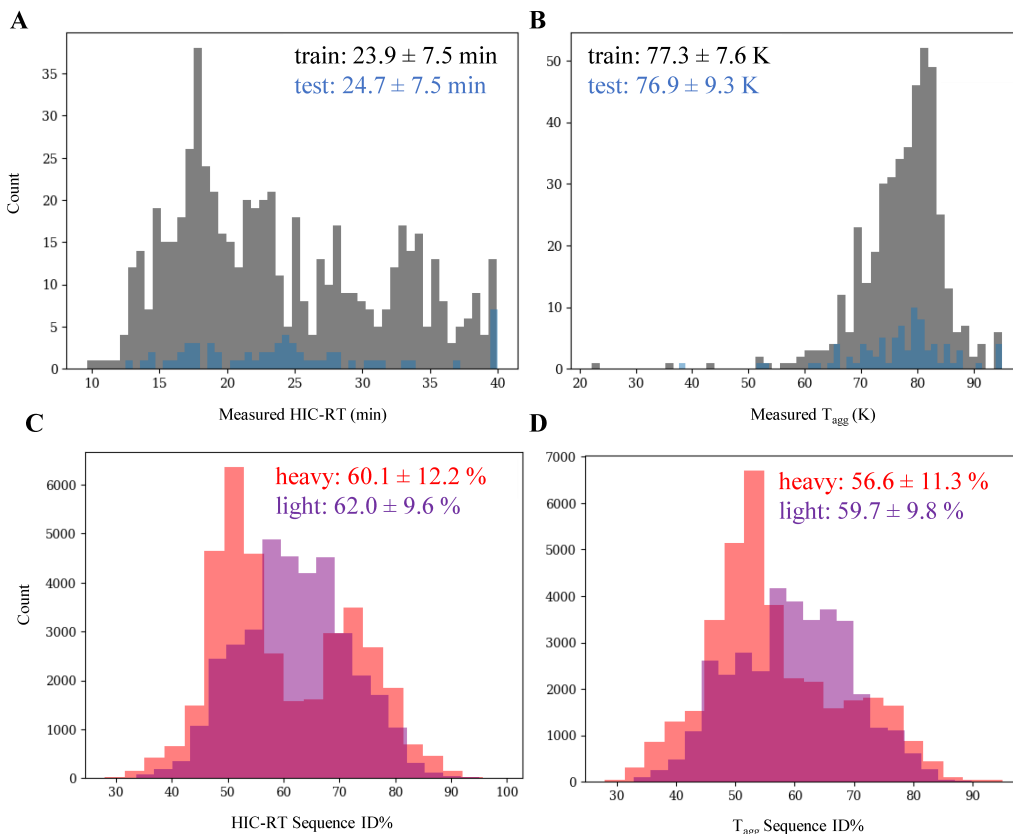 A
train: 23.9 ± 7.5 min
test: 24.7 ± 7.5 min
35
30
25
20
15
10
5
0
Count
10 15 20 25 30 35 40
Measured HIC-RT (min)
B
train: 77.3 ± 7.6 K
test: 76.9 ± 9.3 K
50
40
30
20
10
0
20 30 40 50 60 70 80 90
Measured Tagg (K)
C
heavy: 60.1 ± 12.2 %
light: 62.0 ± 9.6 %
6000
5000
4000
3000
2000
1000
0
Count
30 40 50 60 70 80 90 100
HIC-RT Sequence ID%
D
heavy: 56.6 ± 11.3 %
light: 59.7 ± 9.8 %
7000
6000
5000
4000
3000
2000
1000
0
30 40 50 60 70 80 90
Tagg Sequence ID%